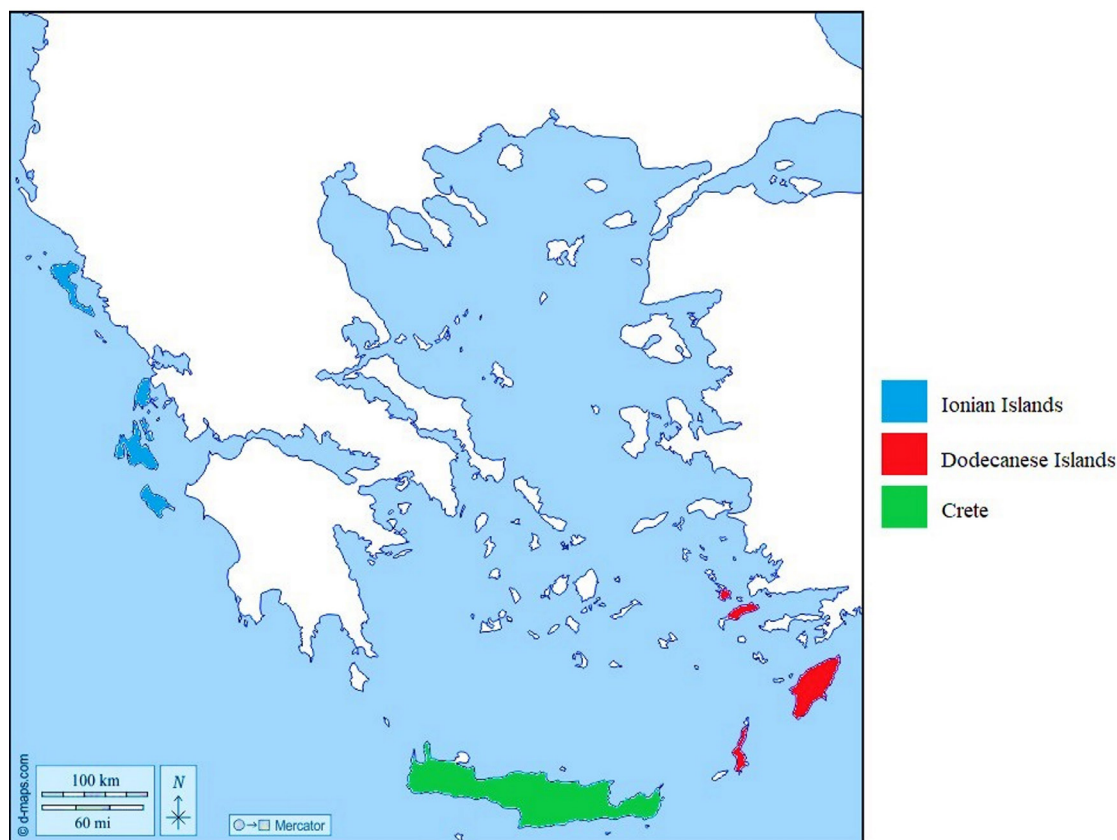 Ionian Islands
Dodecanese Islands
Crete
100 km
60 mi
N
Mercator
© d-maps.com